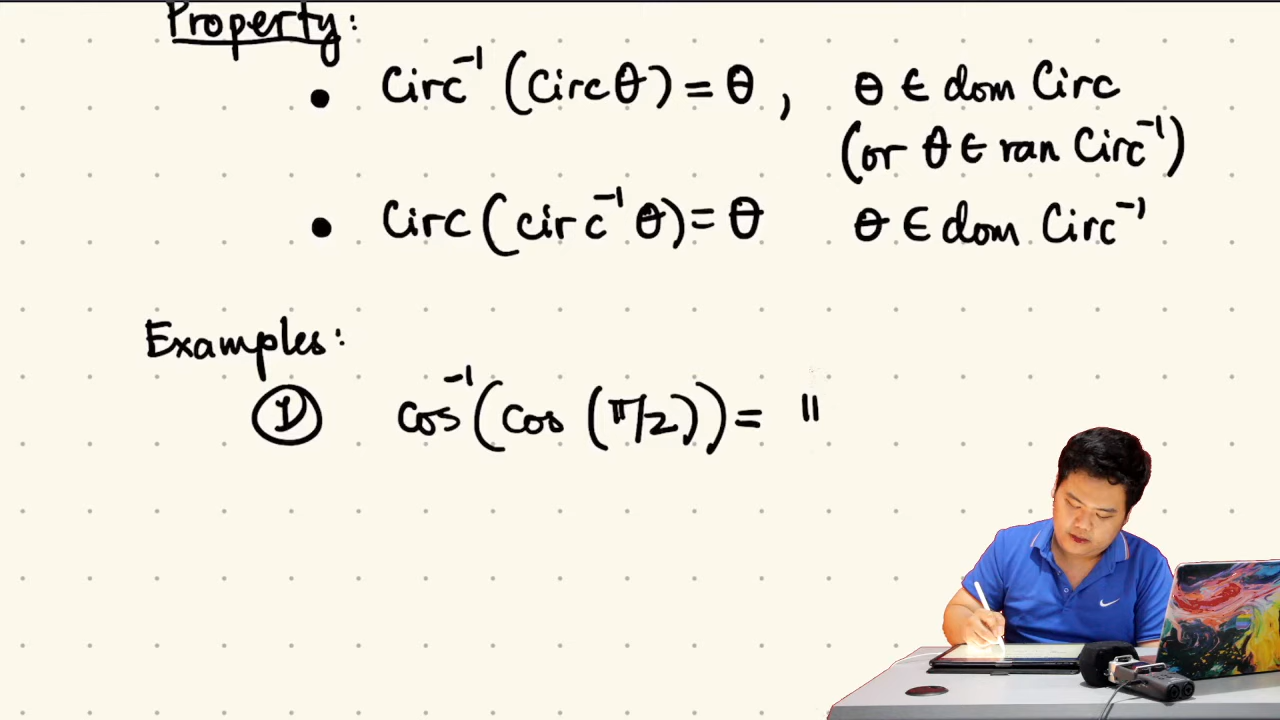 Property:
• Circ⁻¹ (Circ θ) = θ, θ ∈ dom Circ
(or θ ∈ ran Circ⁻¹)
• Circ (circ⁻¹ θ) = θ θ ∈ dom Circ⁻¹
Examples:
① cos⁻¹(cos (π/2)) =